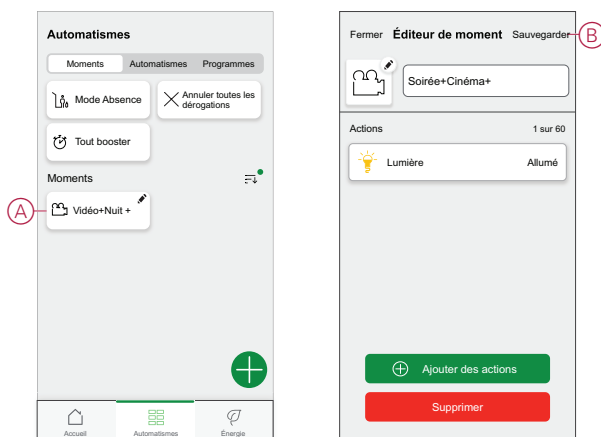 Automatismes
Moments Automatismes Programmes
Mode Absence
Annuler toutes les
dérogations
Tout booster
Moments
A
Vidéo+Nuit +
Accueil Automatismes Énergie
Fermer Éditeur de moment Sauvegarder
B
Soirée+Cinéma+
Actions 1 sur 60
Lumière Allumé
Ajouter des actions
Supprimer